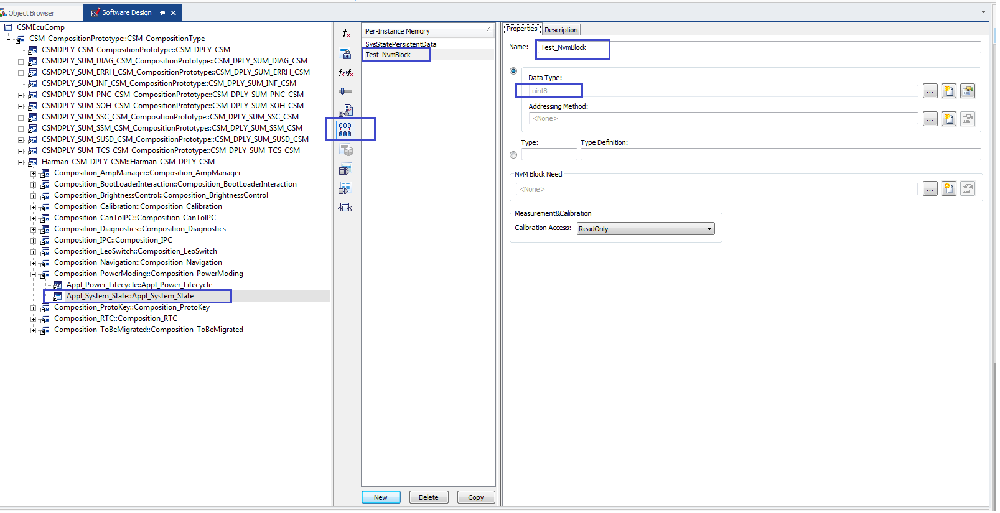 Object Browser
Software Design
CSMEcuComp
CSM_CompositionPrototype::CSM_CompositionType
CSMDPLY_CSM_CompositionPrototype::CSM_DPLY_CSM
CSMDPLY_SUM_DIAG_CSM_CompositionPrototype::CSM_DPLY_SUM_DIAG_CSM
CSMDPLY_SUM_ERRH_CSM_CompositionPrototype::CSM_DPLY_SUM_ERRH_CSM
CSMDPLY_SUM_INF_CSM_CompositionPrototype::CSM_DPLY_SUM_INF_CSM
CSMDPLY_SUM_PNC_CSM_CompositionPrototype::CSM_DPLY_SUM_PNC_CSM
CSMDPLY_SUM_SOH_CSM_CompositionPrototype::CSM_DPLY_SUM_SOH_CSM
CSMDPLY_SUM_SSC_CSM_CompositionPrototype::CSM_DPLY_SUM_SSC_CSM
CSMDPLY_SUM_SSM_CSM_CompositionPrototype::CSM_DPLY_SUM_SSM_CSM
CSMDPLY_SUM_SUSD_CSM_CompositionPrototype::CSM_DPLY_SUM_SUSD_CSM
CSMDPLY_SUM_TCS_CSM_CompositionPrototype::CSM_DPLY_SUM_TCS_CSM
Harman_CSM_DPLY_CSM::Harman_CSM_DPLY_CSM
Composition_AmpManager::Composition_AmpManager
Composition_BootLoaderInteraction::Composition_BootLoaderInteraction
Composition_BrightnessControl::Composition_BrightnessControl
Composition_Calibration::Composition_Calibration
Composition_CanToIPC::Composition_CanToIPC
Composition_Diagnostics::Composition_Diagnostics
Composition_IPC::Composition_IPC
Composition_LeoSwitch::Composition_LeoSwitch
Composition_Navigation::Composition_Navigation
Composition_PowerModing::Composition_PowerModing
Appl_Power_Lifecycle::Appl_Power_Lifecycle
Appl_System_State::Appl_System_State
Composition_ProtoKey::Composition_ProtoKey
Composition_RTC::Composition_RTC
Composition_ToBeMigrated::Composition_ToBeMigrated
fx
fx fx
Per-Instance Memory
SysStatePersistentData
Test_NvmBlock
New
Delete
Copy
Properties
Description
Name:
Test_NvmBlock
Data Type:
uint8
...
Addressing Method:
<None>
...
Type:
Type Definition:
NvM Block Need
<None>
...
Measurement&Calibration
Calibration Access:
ReadOnly